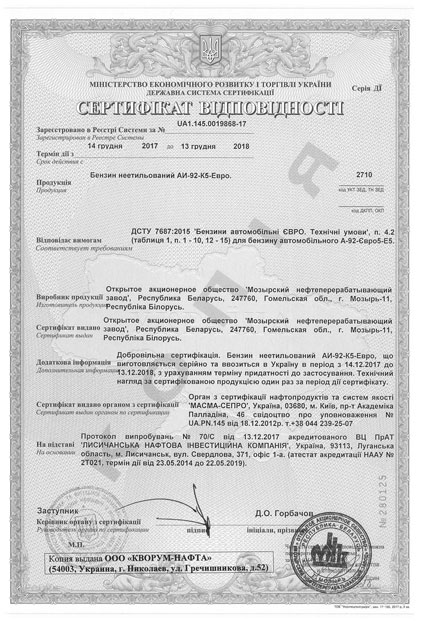 МІНІСТЕРСТВО ЕКОНОМІЧНОГО РОЗВИТКУ І ТОРГІВЛІ УКРАЇНИ
ДЕРЖАВНА СИСТЕМА СЕРТИФІКАЦІЇ
Серія ДЇ
СЕРТИФІКАТ ВІДПОВІДНОСТІ
Зареєстровано в Реєстрі Системи за № UA1.145.0019868-17
Зарегистрирован в Реестре Системы
Термін дії з 14 грудня 2017 до 13 грудня 2018
Срок действия с
Продукція Бензин неетильований АИ-92-К5-Евро. 2710
Продукция
код УКТ ЗЕД, ТН ЗЕД
код ДКПП, ОКП
Відповідає вимогам ДСТУ 7687:2015 'Бензини автомобільні ЄВРО. Технічні умови', п. 4.2
(таблиця 1, п. 1 - 10, 12 - 15) для бензину автомобільного А-92-Євро5-Е5.
Соответствует требованиям
Виробник продукції Открытое акционерное общество 'Мозырский нефтеперерабатывающий
завод', Республика Беларусь, 247760, Гомельская обл., г. Мозырь-11,
Изготовитель продукции Республіка Білорусь.
Сертифікат видано Открытое акционерное общество 'Мозырский нефтеперерабатывающий
завод', Республика Беларусь, 247760, Гомельская обл., г. Мозырь-11,
Сертификат выдан Республіка Білорусь.
Додаткова інформація Добровільна сертифікація. Бензин неетильований АИ-92-К5-Евро, що
виготовляється серійно та ввозиться в Україну в період з 14.12.2017 до
Дополнительная информация 13.12.2018, з урахуванням терміну придатності до застосування. Технічний
нагляд за сертифікованою продукцією один раз за період дії сертифікату.
Сертифікат видано органом з сертифікації Орган з сертифікації нафтопродуктів та систем якості
"МАСМА-СЕПРО", Україна, 03680, м. Київ, пр-т Академіка
Сертификат выдан органом по сертификации Палладіна, 46 свідоцтво про уповноваження №
UA.PN.145 від 18.12.2012р. т.+38 044 239-25-07
На підставі Протокол випробувань № 70/С від 13.12.2017 акредитованого ВЦ ПрАТ
'ЛИСИЧАНСЬКА НАФТОВА ІНВЕСТИЦІЙНА КОМПАНІЯ', Україна, 93113, Луганська
На основании область, м. Лисичанськ, вул. Свердлова, 371, офіс 1-а. (атестат акредитації НААУ №
2Т021, термін дії від 23.05.2014 до 22.05.2019).
Заступник Д.О. Горбачов
Керівник органу з сертифікації підпис ініціали,
Руководитель органа по сертификации
М.П.
№280125
Копия выдана ООО «КВОРУМ-НАФТА»
(54003, Украина, г. Николаев, ул. Гречишникова, д.52)